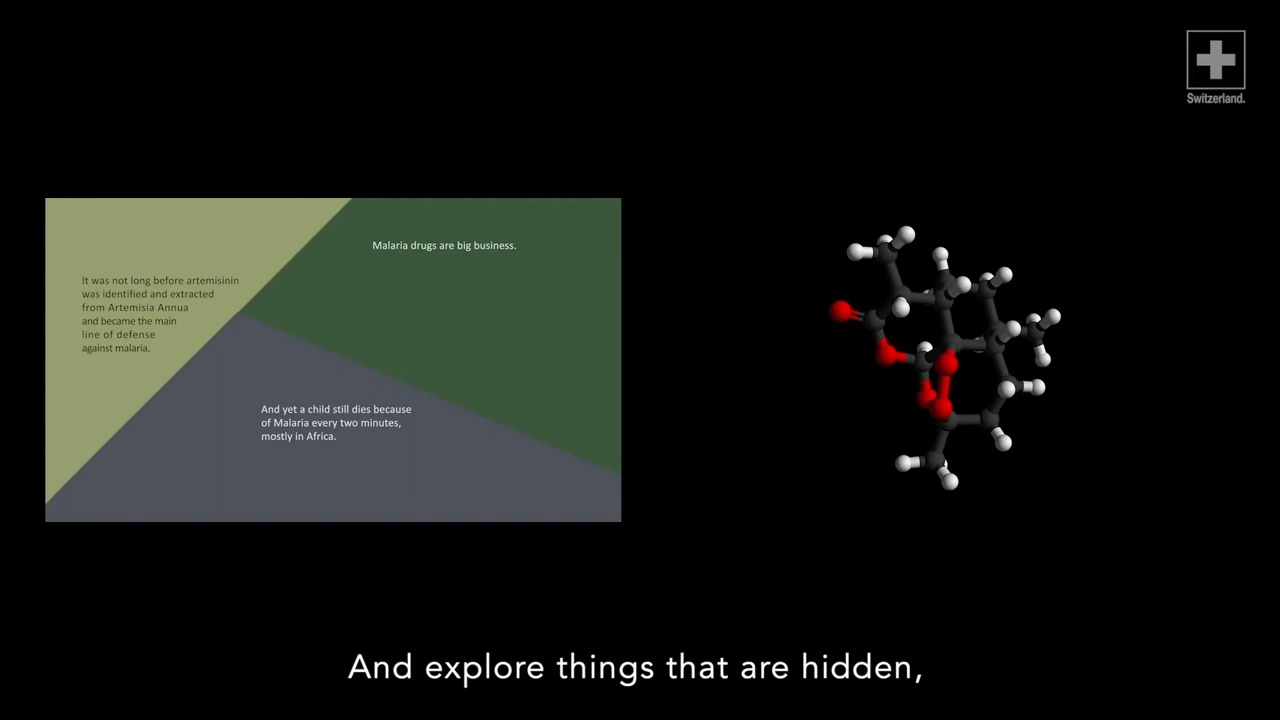 Switzerland.
Malaria drugs are big business.
It was not long before artemisinin
was identified and extracted
from Artemisia Annua
and became the main
line of defense
against malaria.
And yet a child still dies because
of Malaria every two minutes,
mostly in Africa.
And explore things that are hidden,